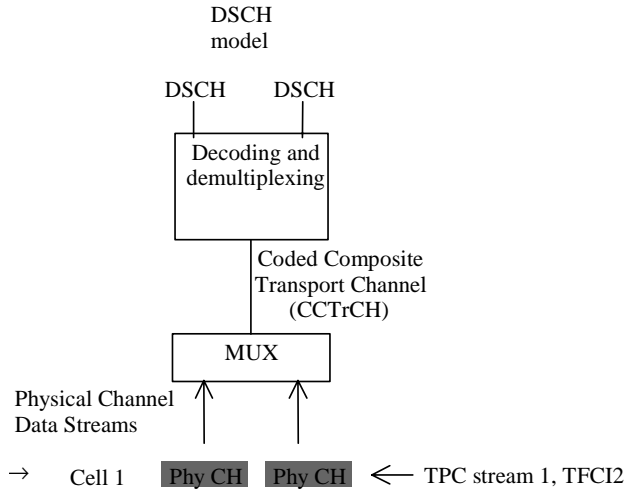 DSCH
model
DSCH DSCH
Decoding and
demultiplexing
Coded Composite
Transport Channel
(CCTrCH)
MUX
Physical Channel
Data Streams
→ Cell 1 Phy CH Phy CH TPC stream 1, TFCI2